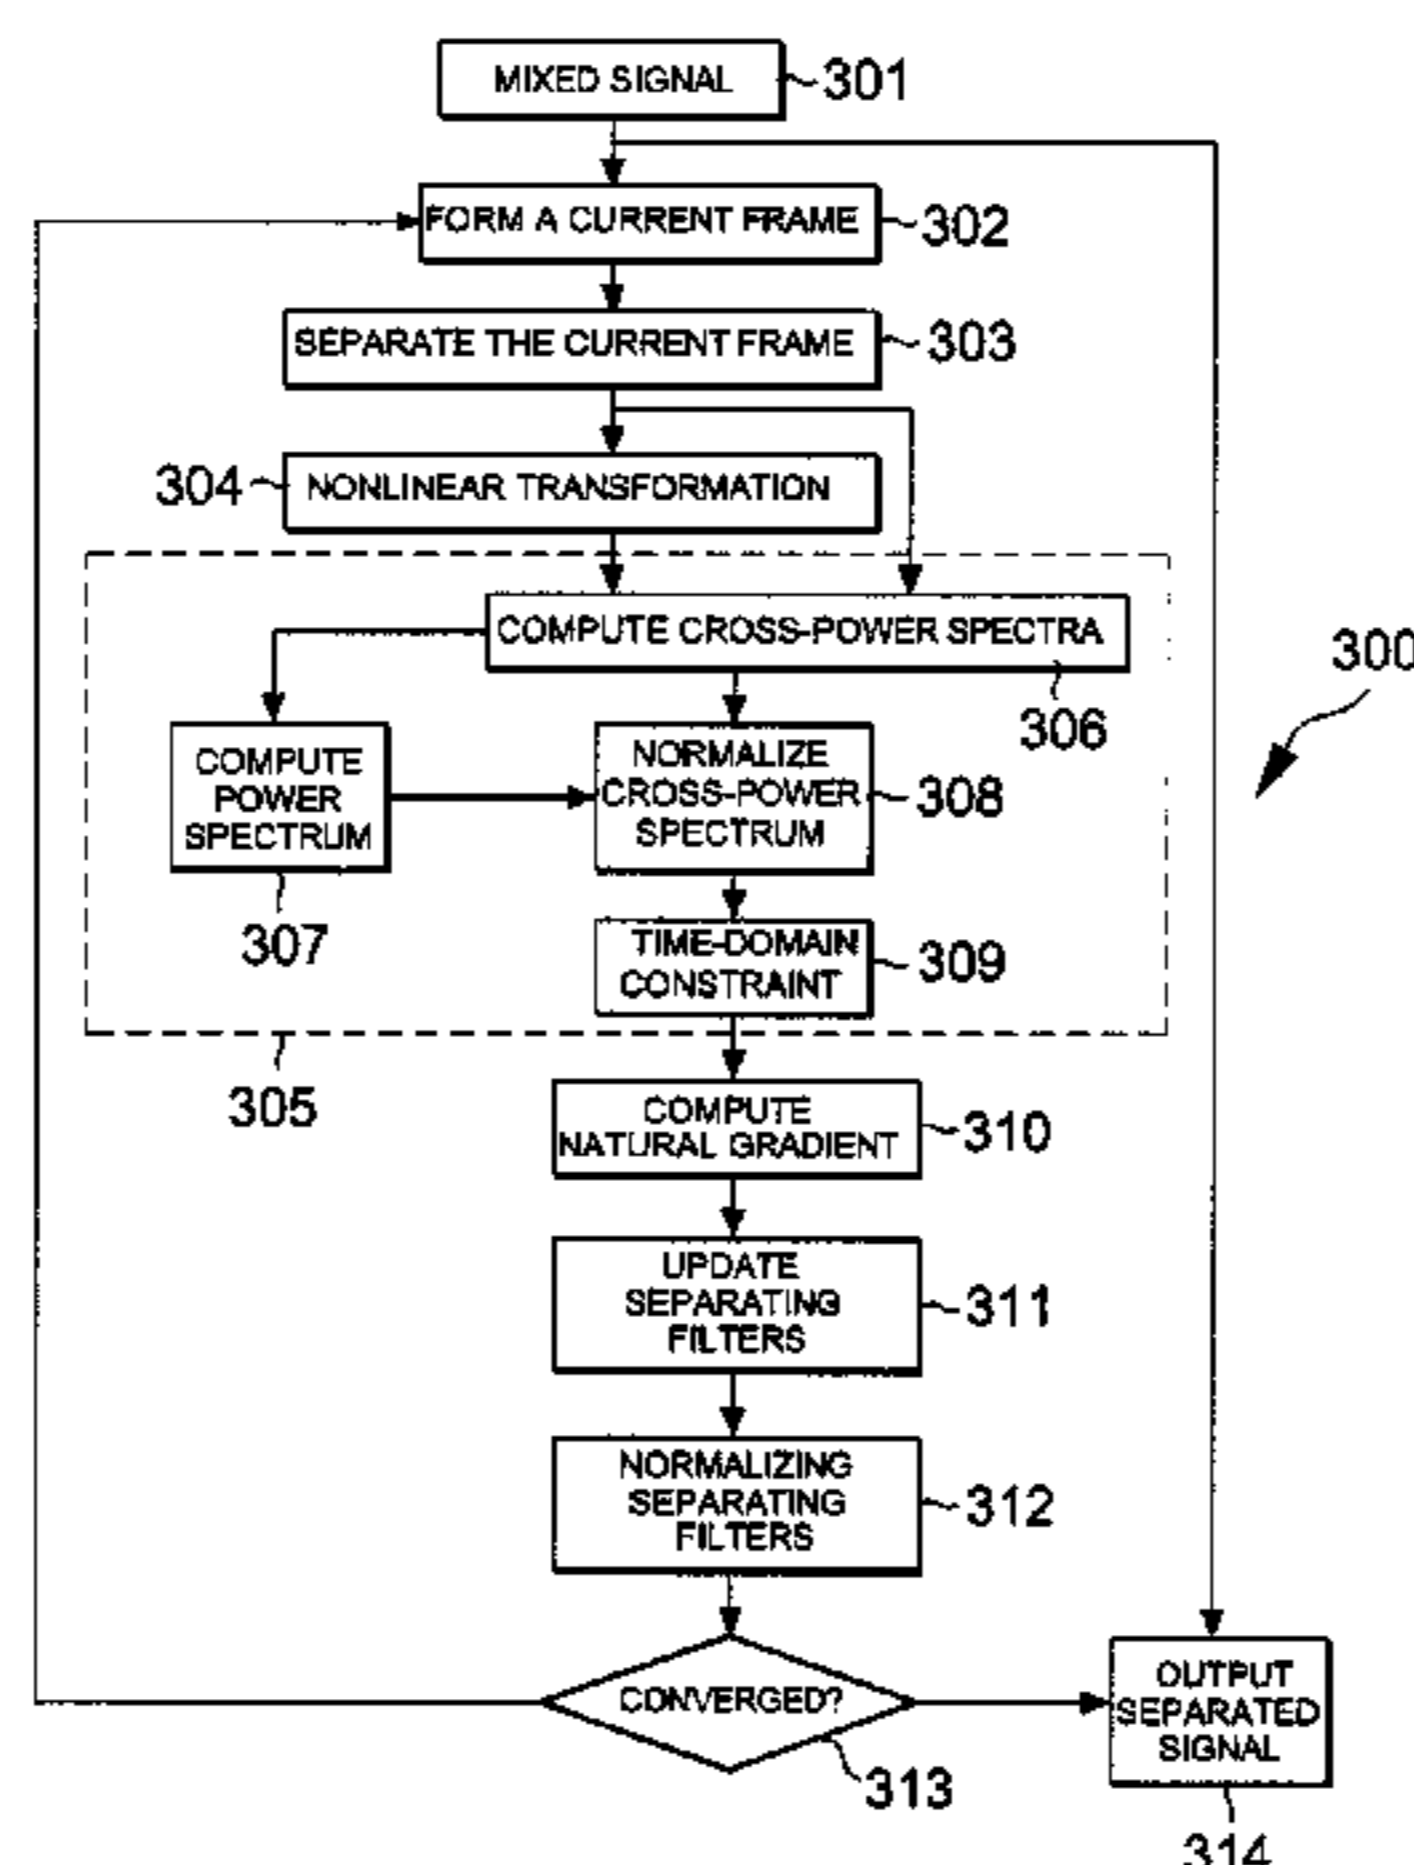 MIXED SIGNAL
301
FORM A CURRENT FRAME
302
SEPARATE THE CURRENT FRAME
303
304
NONLINEAR TRANSFORMATION
COMPUTE CROSS-POWER SPECTRA
306
300
COMPUTE
POWER
SPECTRUM
307
NORMALIZE
CROSS-POWER
SPECTRUM
308
TIME-DOMAIN
CONSTRAINT
309
305
COMPUTE
NATURAL GRADIENT
310
UPDATE
SEPARATING
FILTERS
311
NORMALIZING
SEPARATING
FILTERS
312
CONVERGED?
313
OUTPUT
SEPARATED
SIGNAL
314